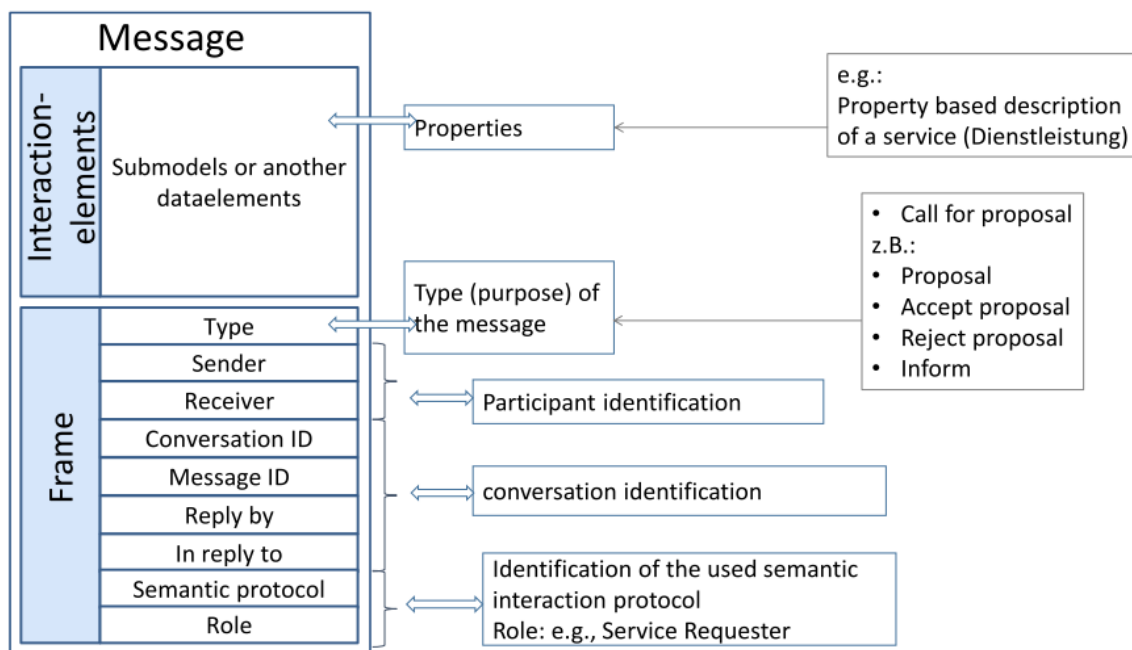 Message
Interaction-
elements
Submodels or another
dataelements
Properties
e.g.:
Property based description
of a service (Dienstleistung)
Frame
Type
Sender
Receiver
Conversation ID
Message ID
Reply by
In reply to
Semantic protocol
Role
Type (purpose) of
the message
• Call for proposal
z.B.:
• Proposal
• Accept proposal
• Reject proposal
• Inform
Participant identification
conversation identification
Identification of the used semantic
interaction protocol
Role: e.g., Service Requester